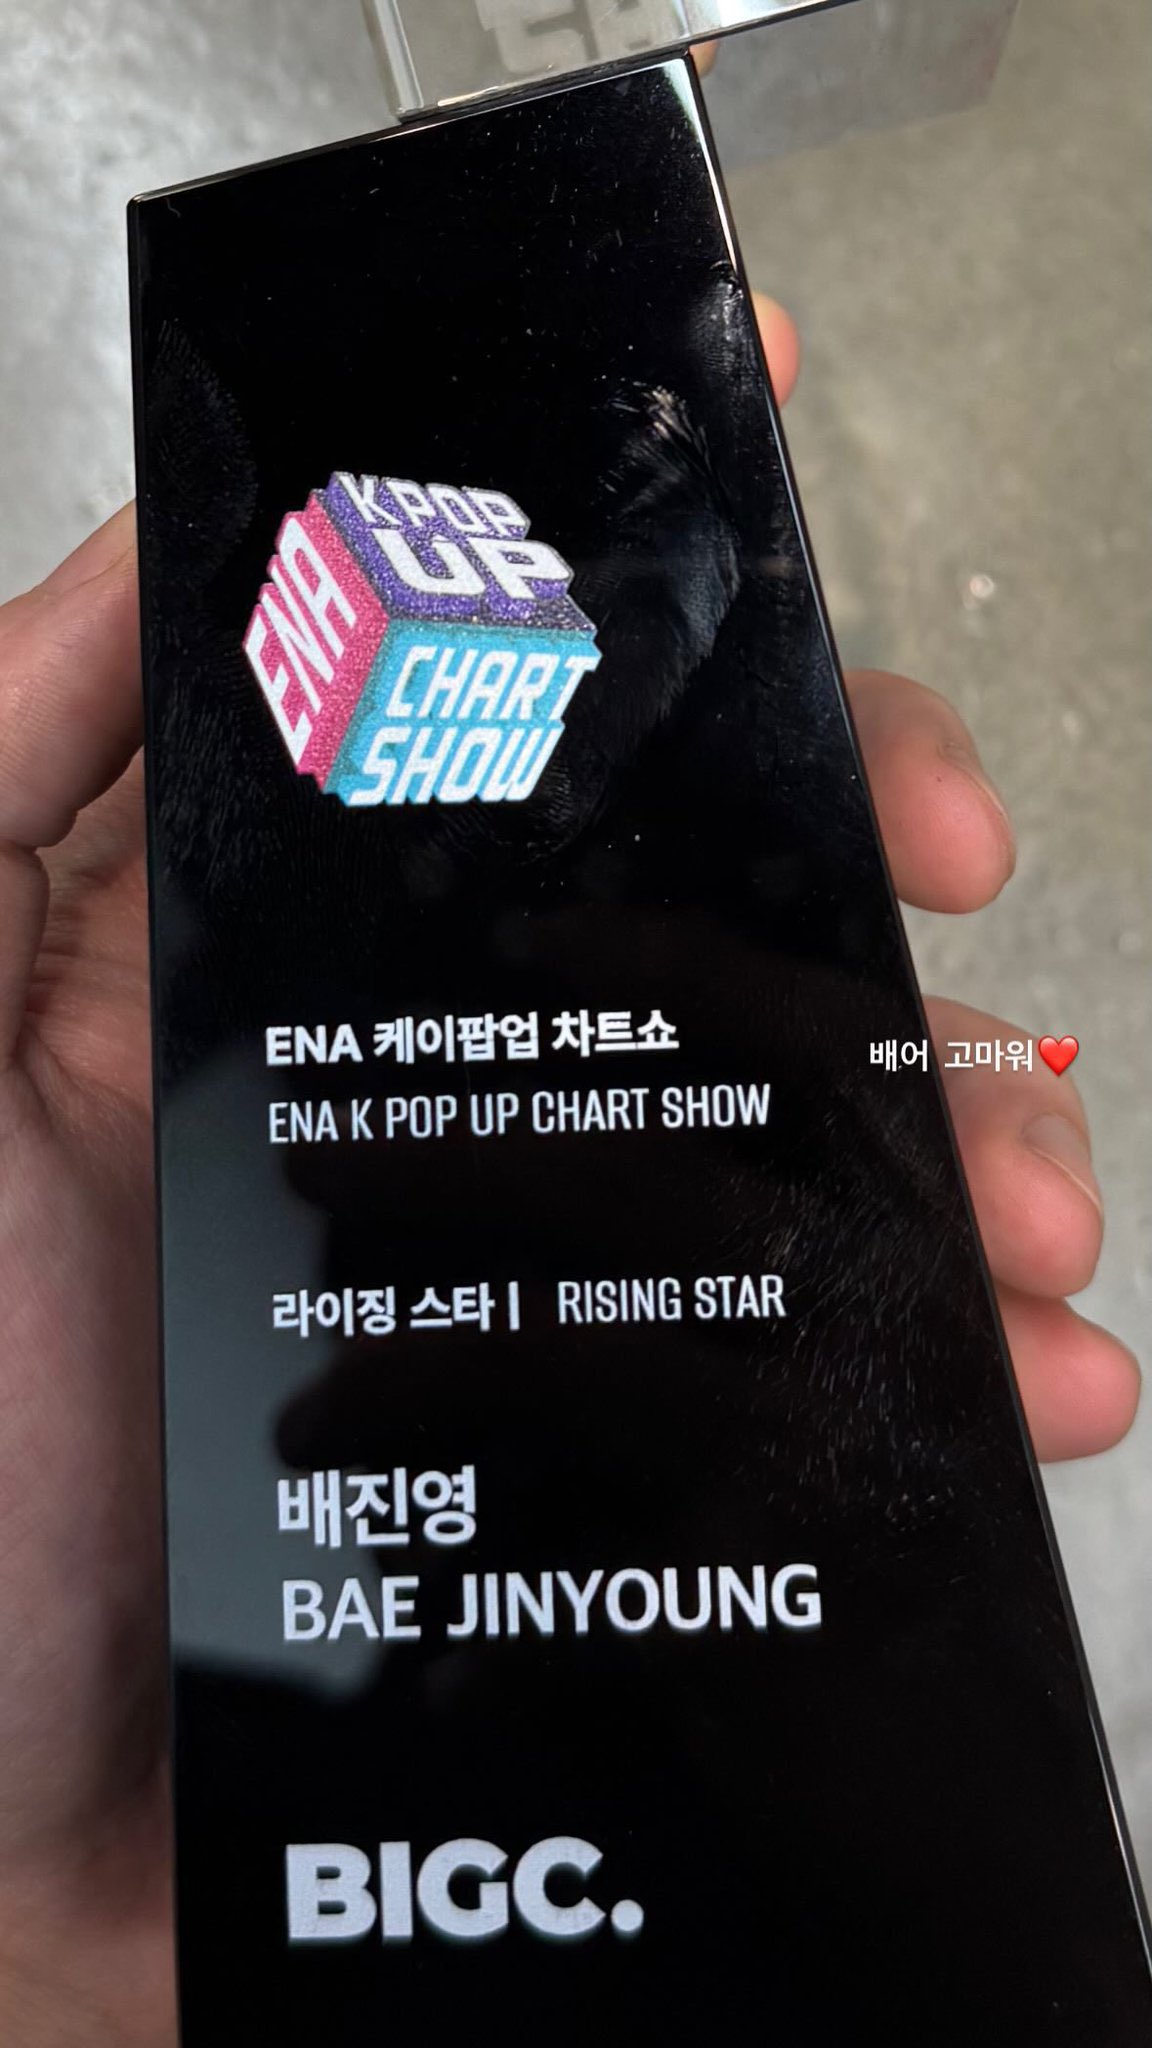 ENA
KPOP
UP
CHART
SHOW
ENA 케이팝업 차트쇼
ENA K POP UP CHART SHOW
배어 고마워❤️
라이징 스타 | RISING STAR
배진영
BAE JINYOUNG
BIGC.